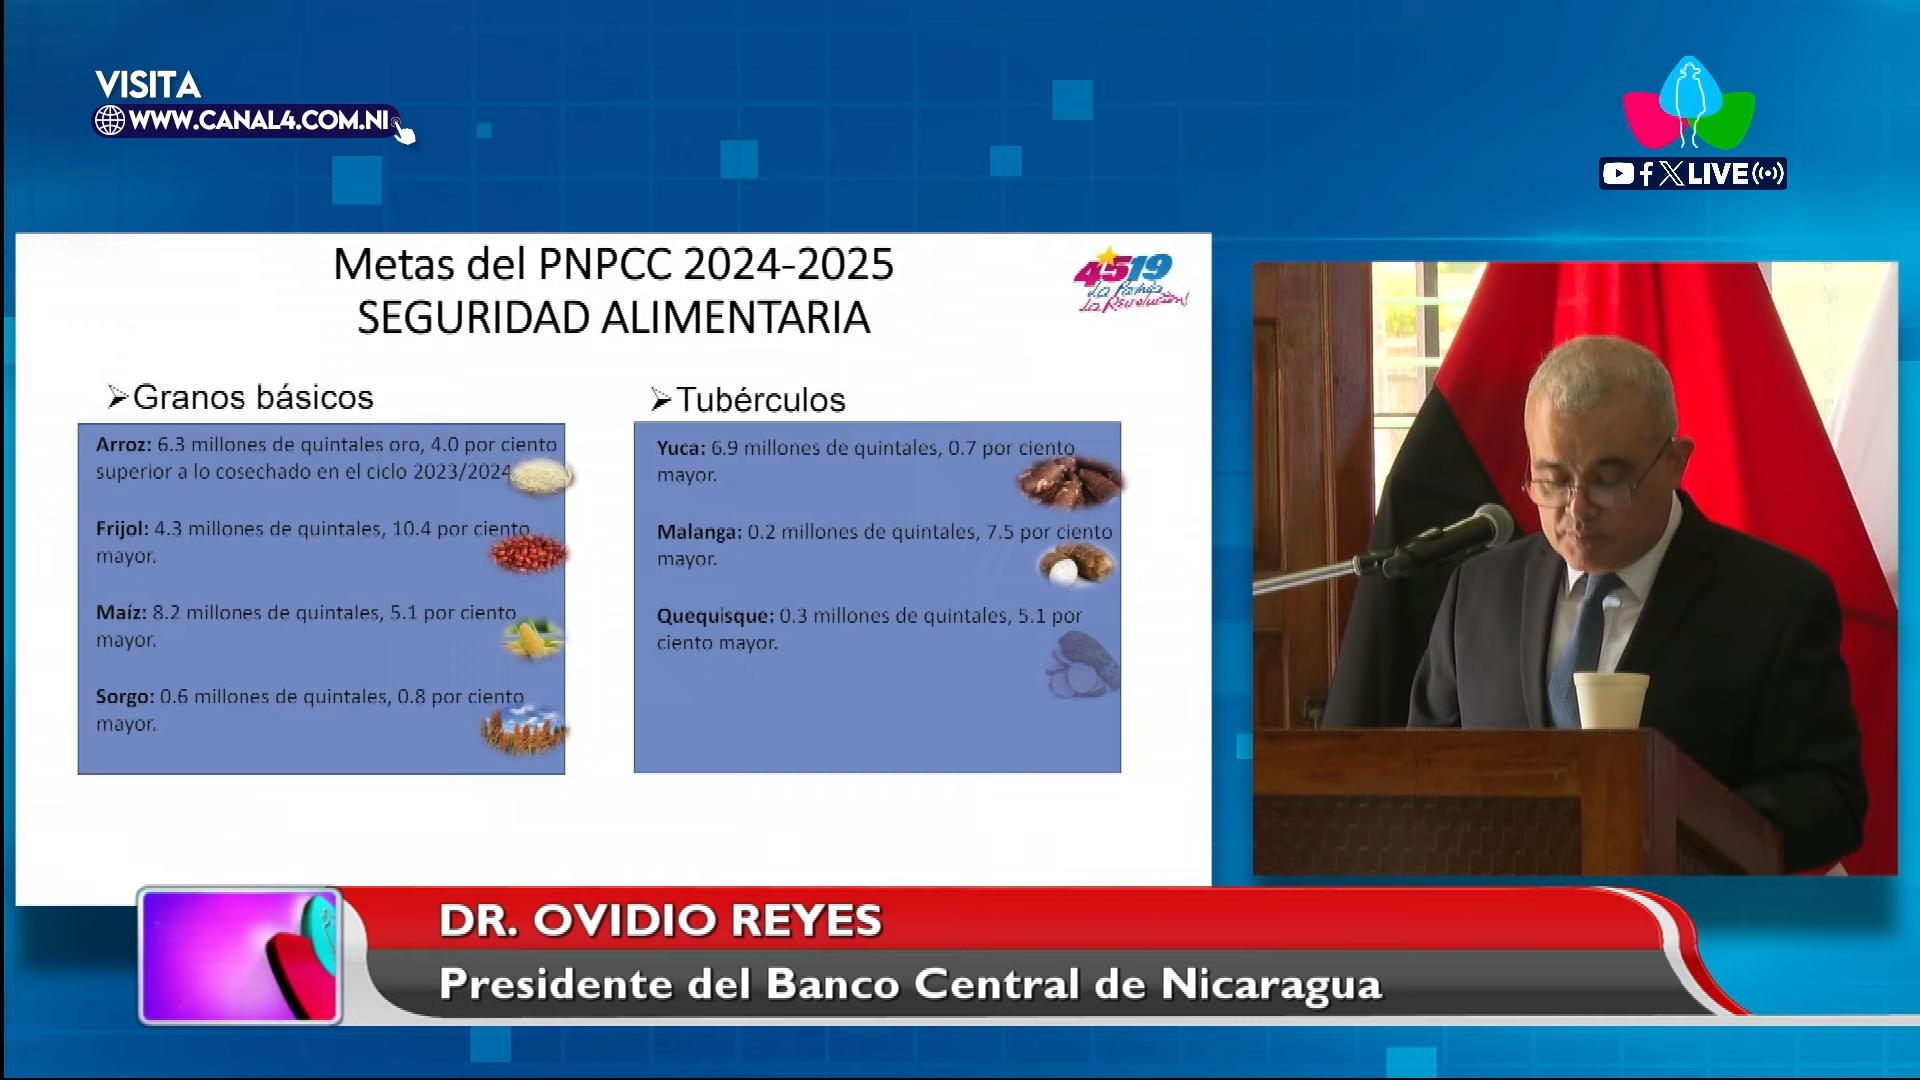 VISITA
WWW.CANAL4.COM.NI
LIVE
Metas del PNPCC 2024-2025
SEGURIDAD ALIMENTARIA
4519
La Patria,
La Revolución!
➢Granos básicos
Arroz: 6.3 millones de quintales oro, 4.0 por ciento
superior a lo cosechado en el ciclo 2023/2024
Frijol: 4.3 millones de quintales, 10.4 por ciento
mayor.
Maíz: 8.2 millones de quintales, 5.1 por ciento
mayor.
Sorgo: 0.6 millones de quintales, 0.8 por ciento
mayor.
➢Tubérculos
Yuca: 6.9 millones de quintales, 0.7 por ciento
mayor.
Malanga: 0.2 millones de quintales, 7.5 por ciento
mayor.
Quequisque: 0.3 millones de quintales, 5.1 por
ciento mayor.
DR. OVIDIO REYES
Presidente del Banco Central de Nicaragua